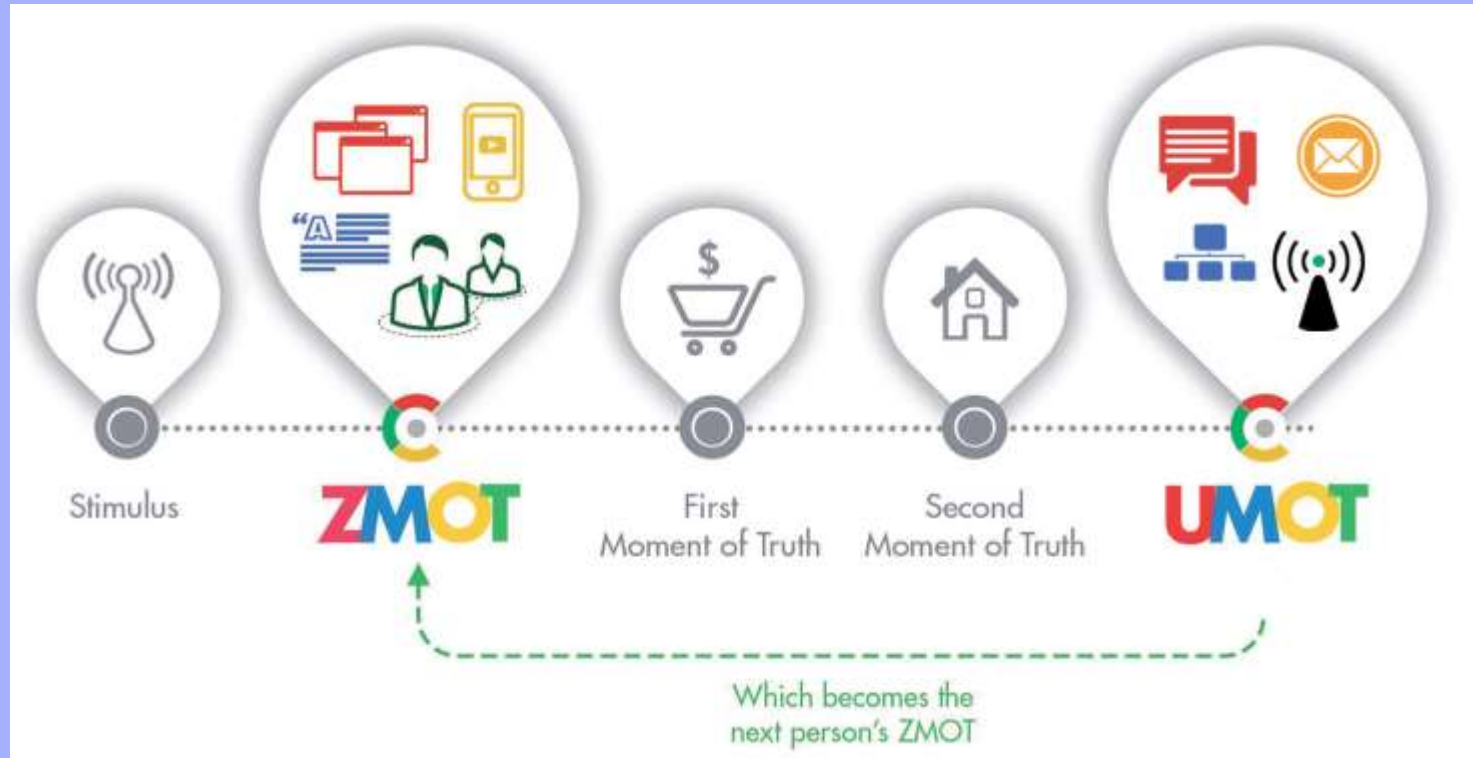 “A
$
Stimulus
ZMOT
First
Moment of Truth
Second
Moment of Truth
UMOT
Which becomes the
next person's ZMOT